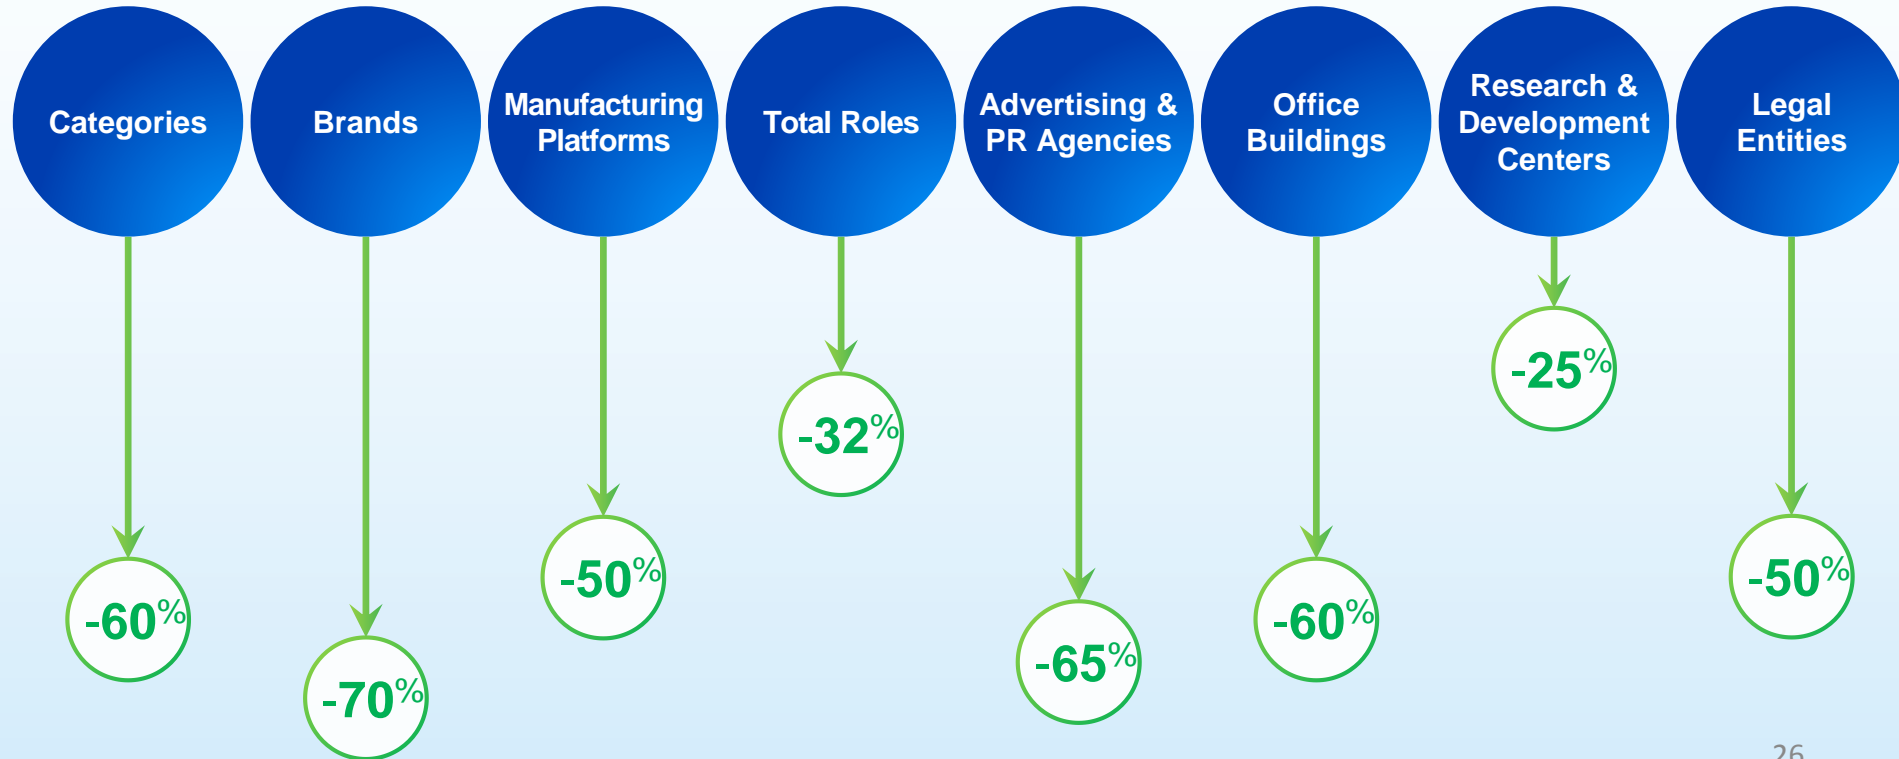 Categories
Brands
Manufacturing
Platforms
Total Roles
Advertising &
PR Agencies
Office
Buildings
Research &
Development
Centers
Legal
Entities
-60%
-70%
-50%
-32%
-65%
-60%
-25%
-50%
26